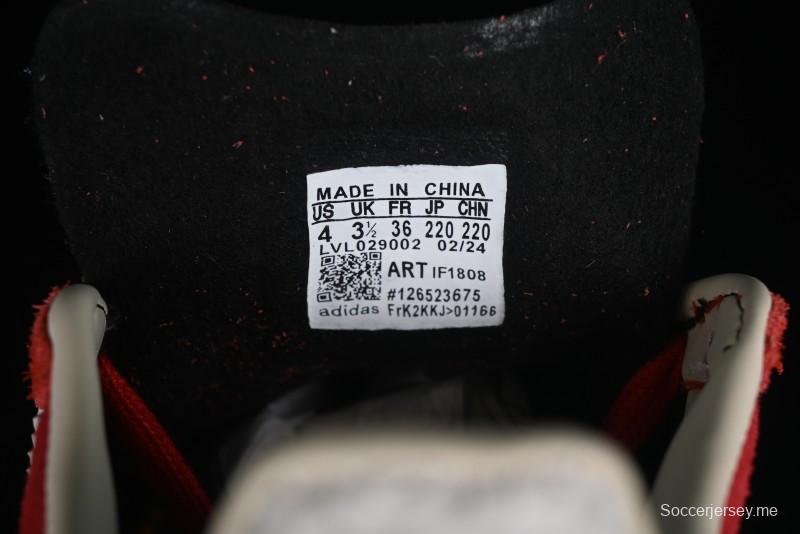 MADE IN CHINA
US UK FR JP CHN
4 3½ 36 220 220
LVL029002 02/24
ART IF1808
#126523675
adidas FrK2KKJ>01166
Soccerjersey.me